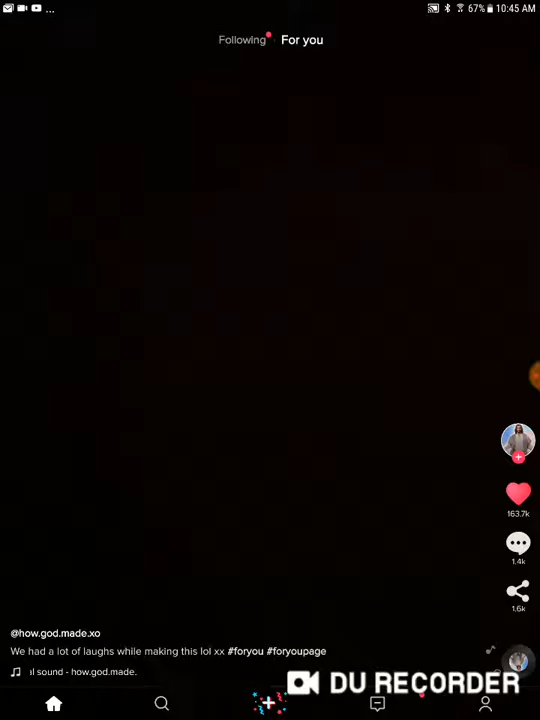 ... 67% 10:45 AM
Following For you
163.7k
1.4k
1.6k
@how.god.made.xo
We had a lot of laughs while making this lol xx #foryou #foryoupage
al sound - how.god.made.
DU RECORDER